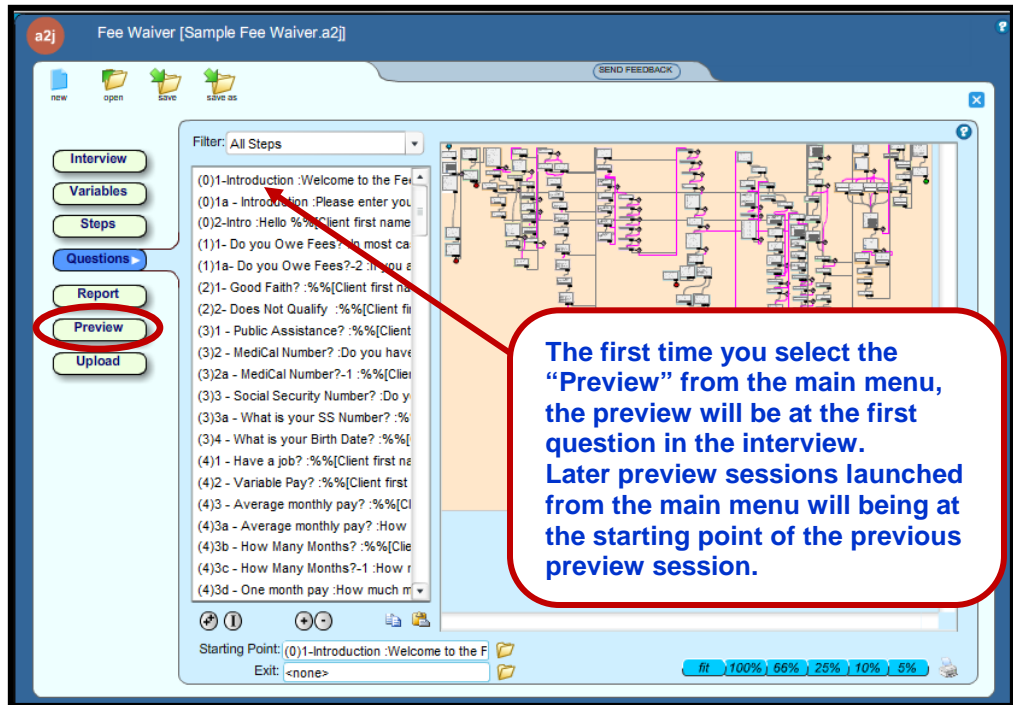 a2j Fee Waiver [Sample Fee Waiver.a2j] ?
SEND FEEDBACK
new open save save as
Filter: All Steps
Interview
Variables
Steps
Questions
Report
Preview
Upload
(0)1-Introduction :Welcome to the Fe
(0)1a - Introduction :Please enter you
(0)2-Intro :Hello %%[Client first name
(1)1- Do you Owe Fees? :In most ca
(1)1a- Do you Owe Fees?-2 :If you a
(2)1- Good Faith? :%%[Client first na
(2)2- Does Not Qualify :%%[Client fi
(3)1 - Public Assistance? :%%[Client
(3)2 - MediCal Number? :Do you have
(3)2a - MediCal Number?-1 :%%[Clie
(3)3 - Social Security Number? :Do y
(3)3a - What is your SS Number? :%
(3)4 - What is your Birth Date? :%%[
(4)1 - Have a job? :%%[Client first na
(4)2 - Variable Pay? :%%[Client first
(4)3 - Average monthly pay? :%%[Cl
(4)3a - Average monthly pay? :How
(4)3b - How Many Months? :%%[Clie
(4)3c - How Many Months?-1 :How r
(4)3d - One month pay :How much m
The first time you select the
“Preview” from the main menu,
the preview will be at the first
question in the interview.
Later preview sessions launched
from the main menu will being at
the starting point of the previous
preview session.
Starting Point: (0)1-Introduction :Welcome to the F
Exit: <none>
fit 100% 66% 25% 10% 5%